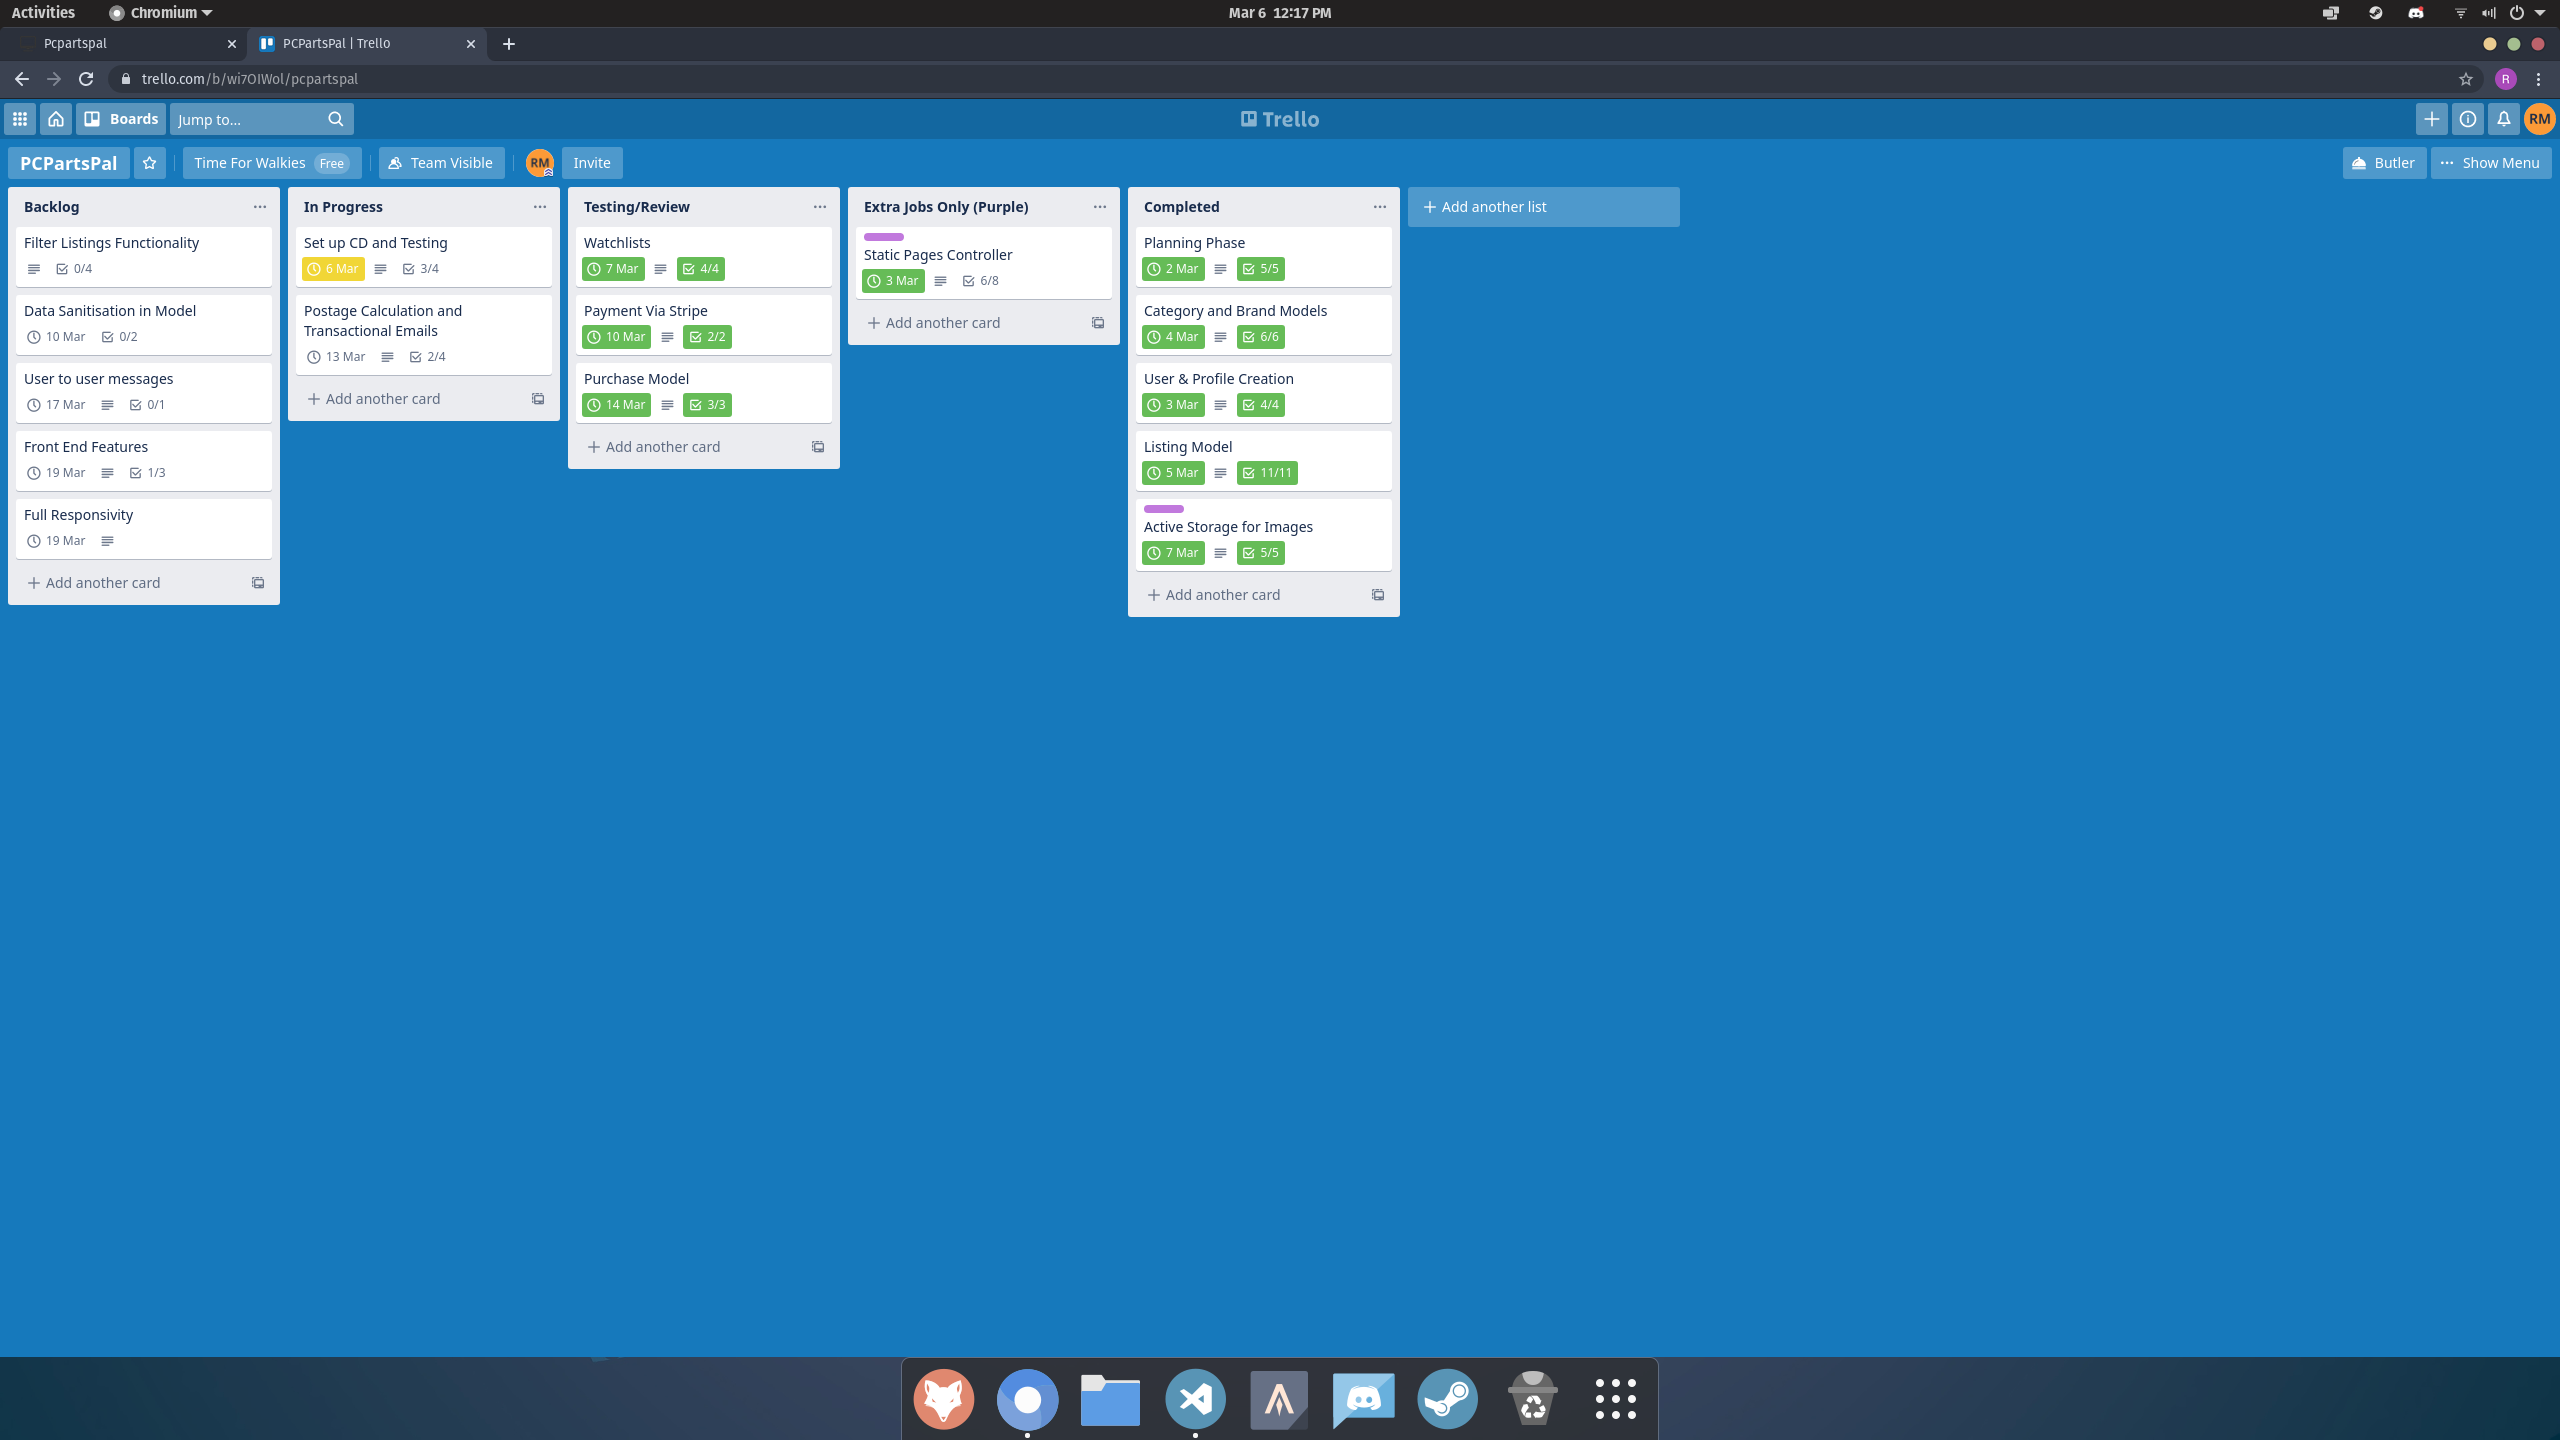 Activities
Chromium
Mar 6 12:17 PM
Pcpartspal
PCPartsPal | Trello
trello.com/b/wi7OIWol/pcpartspal
R
Boards
Jump to...
Trello
RM
PCPartsPal
Time For Walkies Free
Team Visible
RM
Invite
Butler
Show Menu
Backlog
Filter Listings Functionality
0/4
Data Sanitisation in Model
10 Mar 0/2
User to user messages
17 Mar 0/1
Front End Features
19 Mar 1/3
Full Responsivity
19 Mar
Add another card
In Progress
Set up CD and Testing
6 Mar 3/4
Postage Calculation and
Transactional Emails
13 Mar 2/4
Add another card
Testing/Review
Watchlists
7 Mar 4/4
Payment Via Stripe
10 Mar 2/2
Purchase Model
14 Mar 3/3
Add another card
Extra Jobs Only (Purple)
Static Pages Controller
3 Mar 6/8
Add another card
Completed
Planning Phase
2 Mar 5/5
Category and Brand Models
4 Mar 6/6
User & Profile Creation
3 Mar 4/4
Listing Model
5 Mar 11/11
Active Storage for Images
7 Mar 5/5
Add another card
Add another list